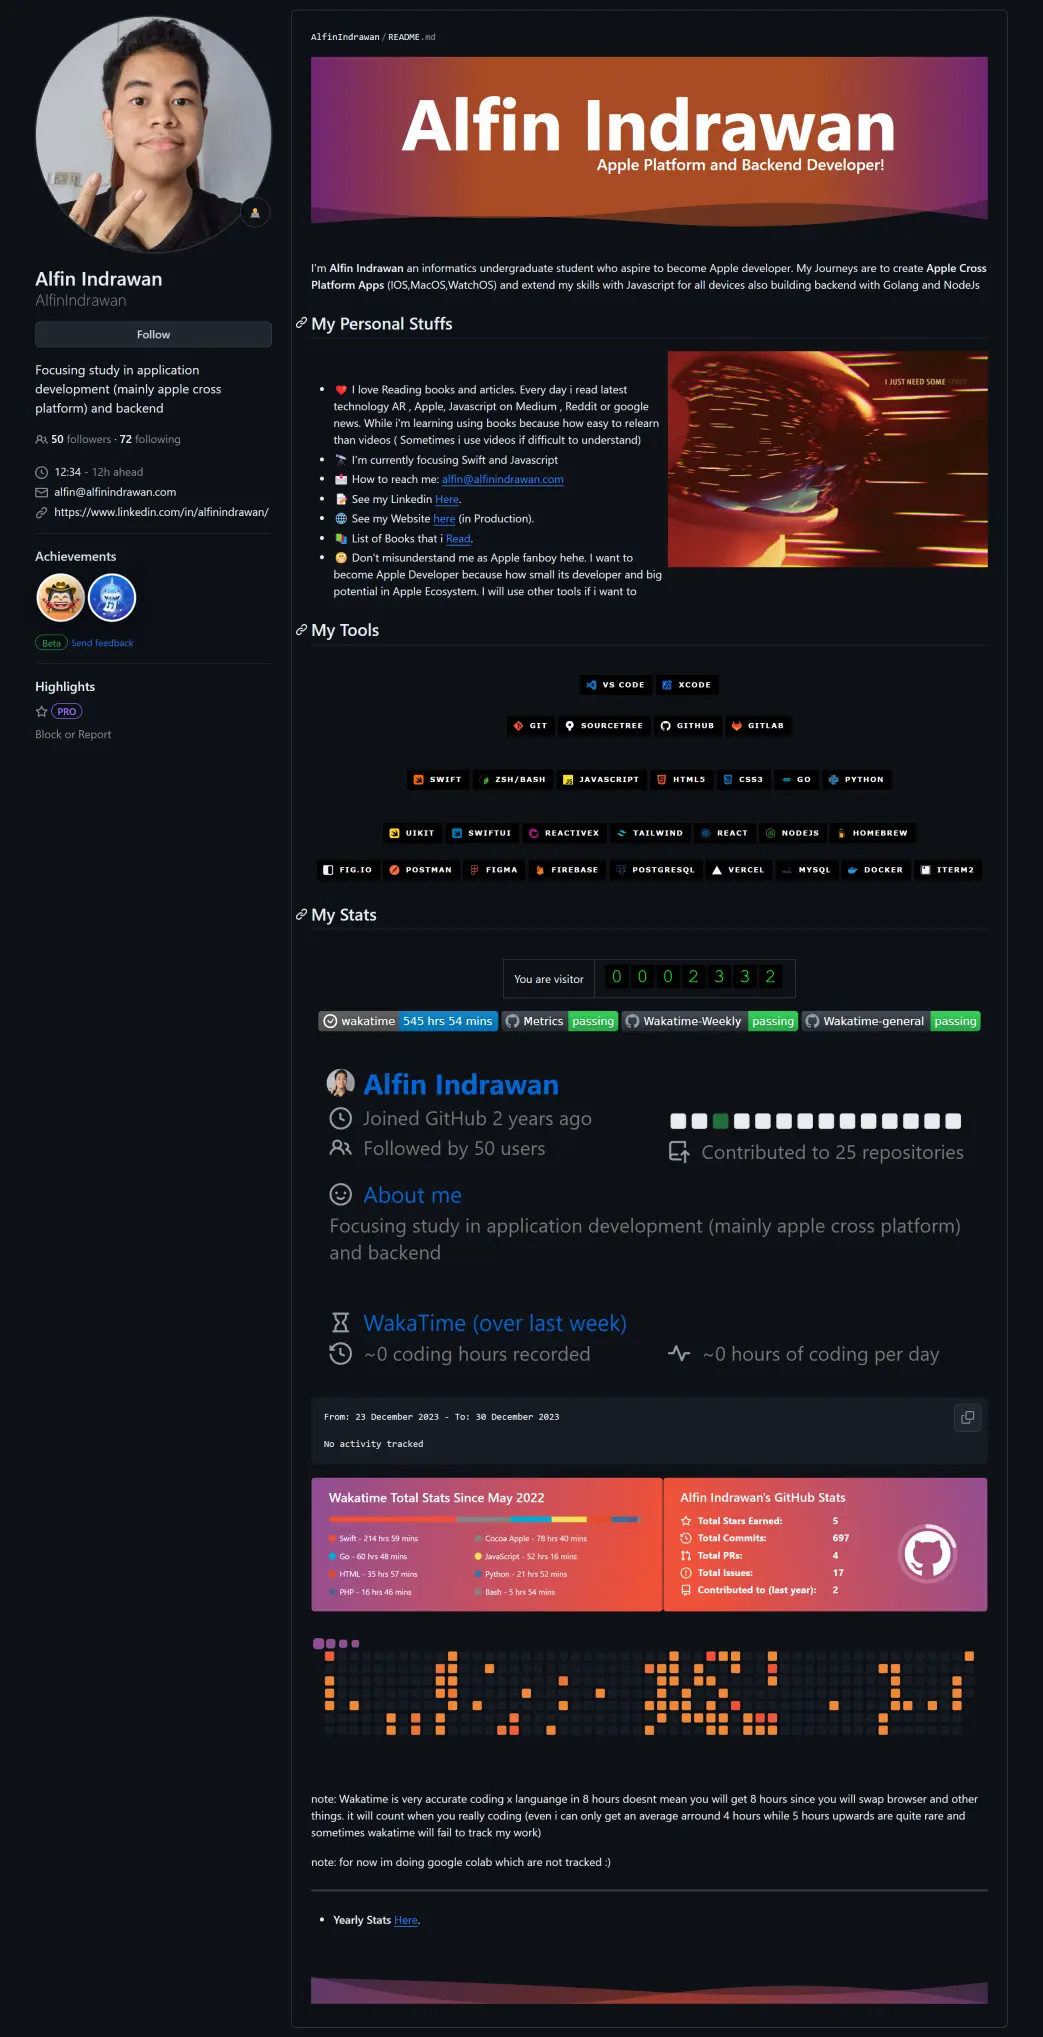 Alfin Indrawan
AlfinIndrawan
Follow
Focusing study in application
development (mainly apple cross
platform) and backend
50 followers · 72 following
12:34 - 12h ahead
alfin@alfinindrawan.com
https://www.linkedin.com/in/alfinindrawan/
Achievements
Beta Send feedback
Highlights
PRO
Block or Report
AlfinIndrawan/README.md
Alfin Indrawan
Apple Platform and Backend Developer!
I'm Alfin Indrawan an informatics undergraduate student who aspire to become Apple developer. My Journeys are to create Apple Cross
Platform Apps (IOS,MacOS,WatchOS) and extend my skills with Javascript for all devices also building backend with Golang and NodeJs
My Personal Stuffs
• ❤️ I love Reading books and articles. Every day i read latest
technology AR , Apple, Javascript on Medium , Reddit or google
news. While i'm learning using books because how easy to relearn
than videos ( Sometimes i use videos if difficult to understand)
• 🔭 I'm currently focusing Swift and Javascript
• 📩 How to reach me: alfin@alfinindrawan.com
• 📝 See my Linkedin Here.
• 🌐 See my Website here (in Production).
• 📚 List of Books that i Read.
• 🤔 Don't misunderstand me as Apple fanboy hehe. I want to
become Apple Developer because how small its developer and big
potential in Apple Ecosystem. I will use other tools if i want to
I JUST NEED SOME SPACE
My Tools
VS CODE XCODE
GIT SOURCETREE GITHUB GITLAB
SWIFT ZSH/BASH JAVASCRIPT HTML5 CSS3 GO PYTHON
UIKIT SWIFTUI REACTIVEX TAILWIND REACT NODEJS HOMEBREW
FIG.IO POSTMAN FIGMA FIREBASE POSTGRESQL VERCEL MYSQL DOCKER ITERM2
My Stats
You are visitor 0 0 0 2 3 3 2
wakatime 545 hrs 54 mins Metrics passing Wakatime-Weekly passing Wakatime-general passing
Alfin Indrawan
Joined GitHub 2 years ago
Followed by 50 users
Contributed to 25 repositories
About me
Focusing study in application development (mainly apple cross platform)
and backend
WakaTime (over last week)
~0 coding hours recorded
~0 hours of coding per day
From: 23 December 2023 - To: 30 December 2023
No activity tracked
Wakatime Total Stats Since May 2022
Swift - 214 hrs 59 mins Cocoa Apple - 78 hrs 40 mins
Go - 60 hrs 48 mins JavaScript - 52 hrs 16 mins
HTML - 35 hrs 57 mins Python - 21 hrs 52 mins
PHP - 16 hrs 46 mins Bash - 5 hrs 54 mins
Alfin Indrawan's GitHub Stats
Total Stars Earned: 5
Total Commits: 697
Total PRs: 4
Total Issues: 17
Contributed to (last year): 2
note: Wakatime is very accurate coding x languange in 8 hours doesnt mean you will get 8 hours since you will swap browser and other
things. it will count when you really coding (even i can only get an average arround 4 hours while 5 hours upwards are quite rare and
sometimes wakatime will fail to track my work)
note: for now im doing google colab which are not tracked :)
• Yearly Stats Here.